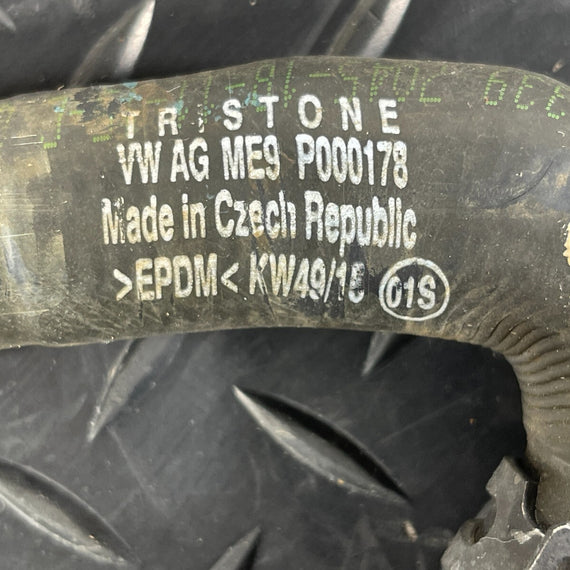 TRISTONE
VW AG ME9 P000178
Made in Czech Republic
>EPDM< KW49/18 01S